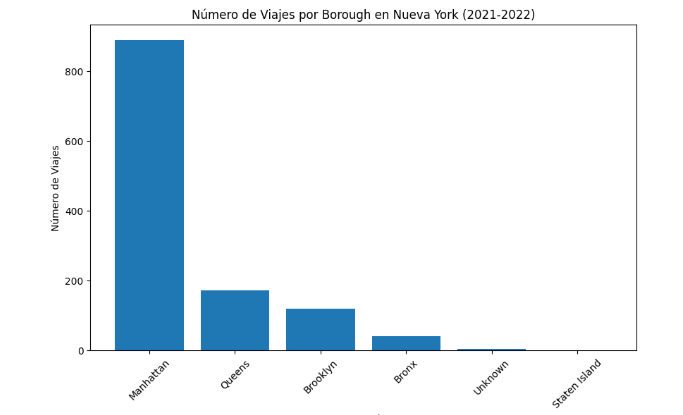 Número de Viajes por Borough en Nueva York (2021-2022)
Número de Viajes
800
600
400
200
0
Manhattan
Queens
Brooklyn
Bronx
Unknown
Staten Island